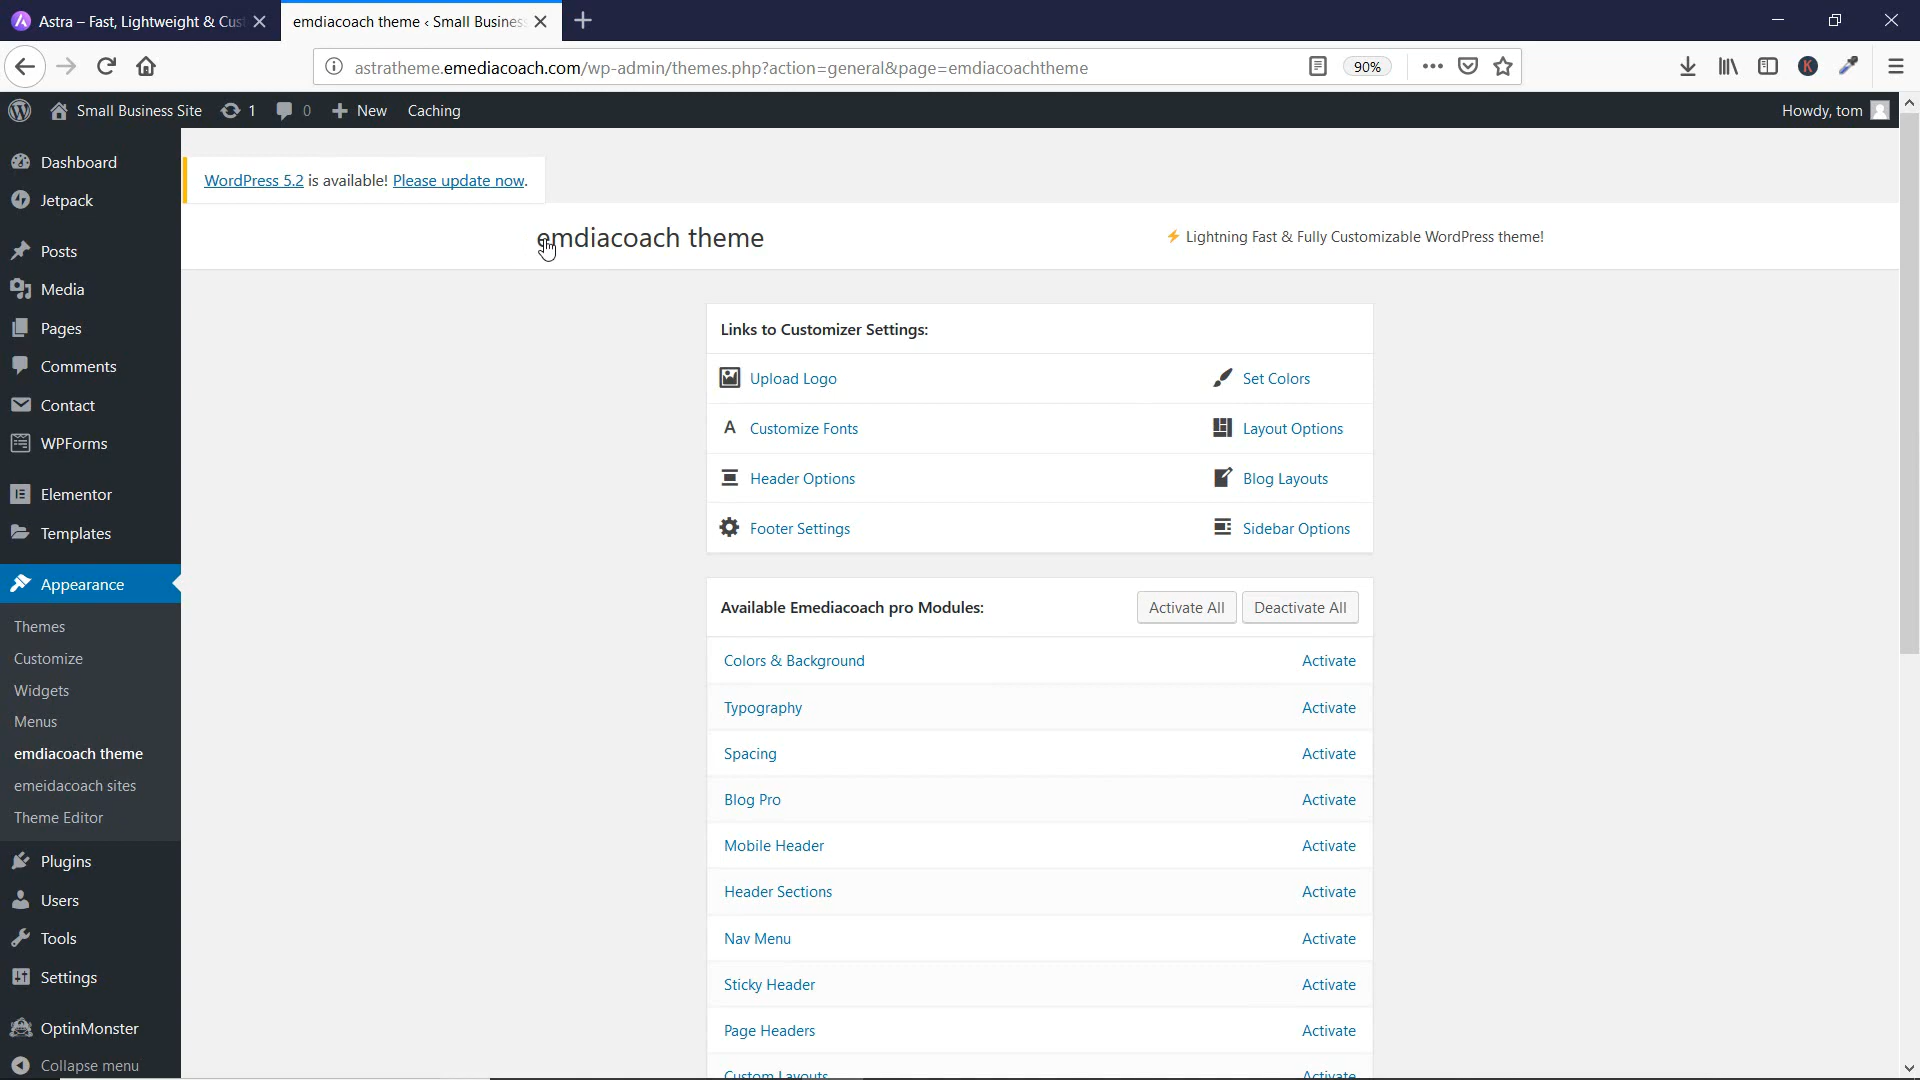 Astra – Fast, Lightweight & Cus
emdiacoach theme ‹ Small Business
astratheme.emediacoach.com/wp-admin/themes.php?action=general&page=emdiacoachtheme
90%
Small Business Site
1
0
New
Caching
Howdy, tom
Dashboard
Jetpack
Posts
Media
Pages
Comments
Contact
WPForms
Elementor
Templates
Appearance
Themes
Customize
Widgets
Menus
emdiacoach theme
emeidacoach sites
Theme Editor
Plugins
Users
Tools
Settings
OptinMonster
Collapse menu
WordPress 5.2 is available! Please update now.
emdiacoach theme
⚡ Lightning Fast & Fully Customizable WordPress theme!
Links to Customizer Settings:
Upload Logo
Set Colors
Customize Fonts
Layout Options
Header Options
Blog Layouts
Footer Settings
Sidebar Options
Available Emediacoach pro Modules:
Activate All
Deactivate All
Colors & Background
Activate
Typography
Activate
Spacing
Activate
Blog Pro
Activate
Mobile Header
Activate
Header Sections
Activate
Nav Menu
Activate
Sticky Header
Activate
Page Headers
Activate
Custom Layouts
Activate